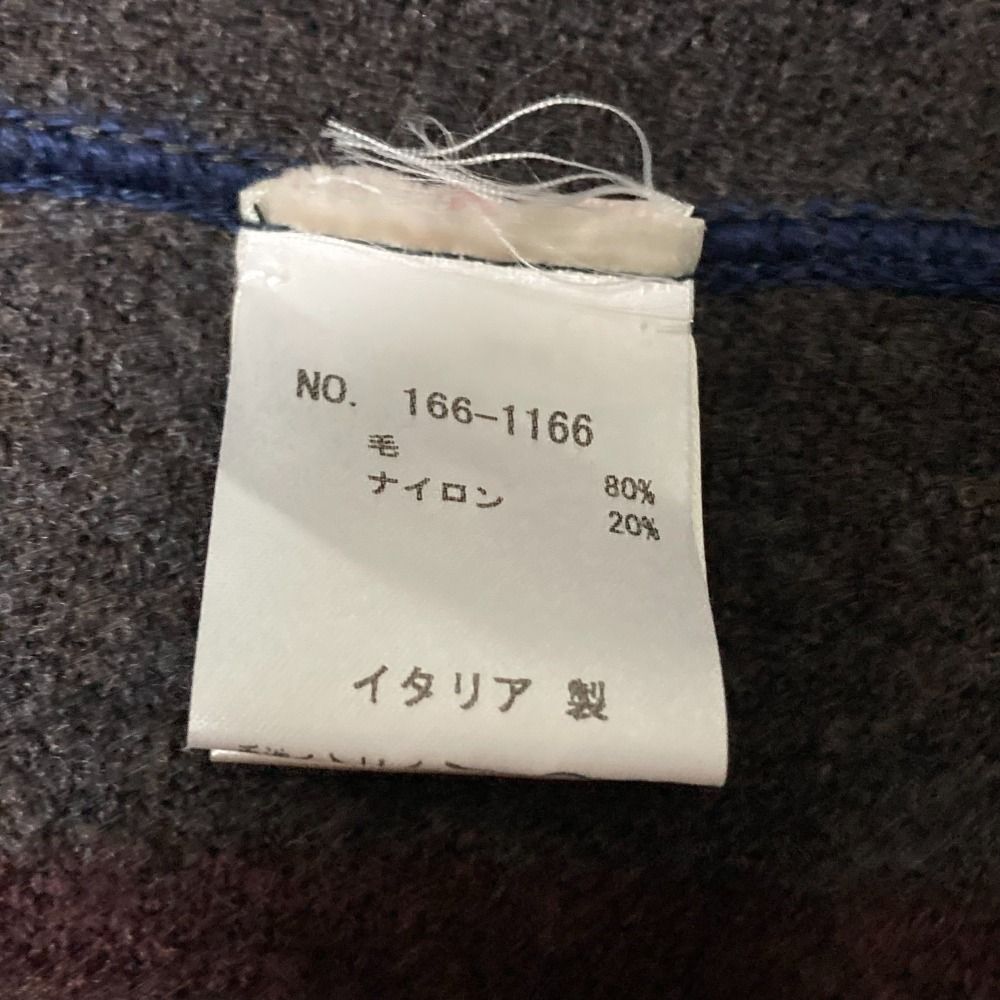 NO. 166-1166
毛 80%
ナイロン 20%
イタリア 製